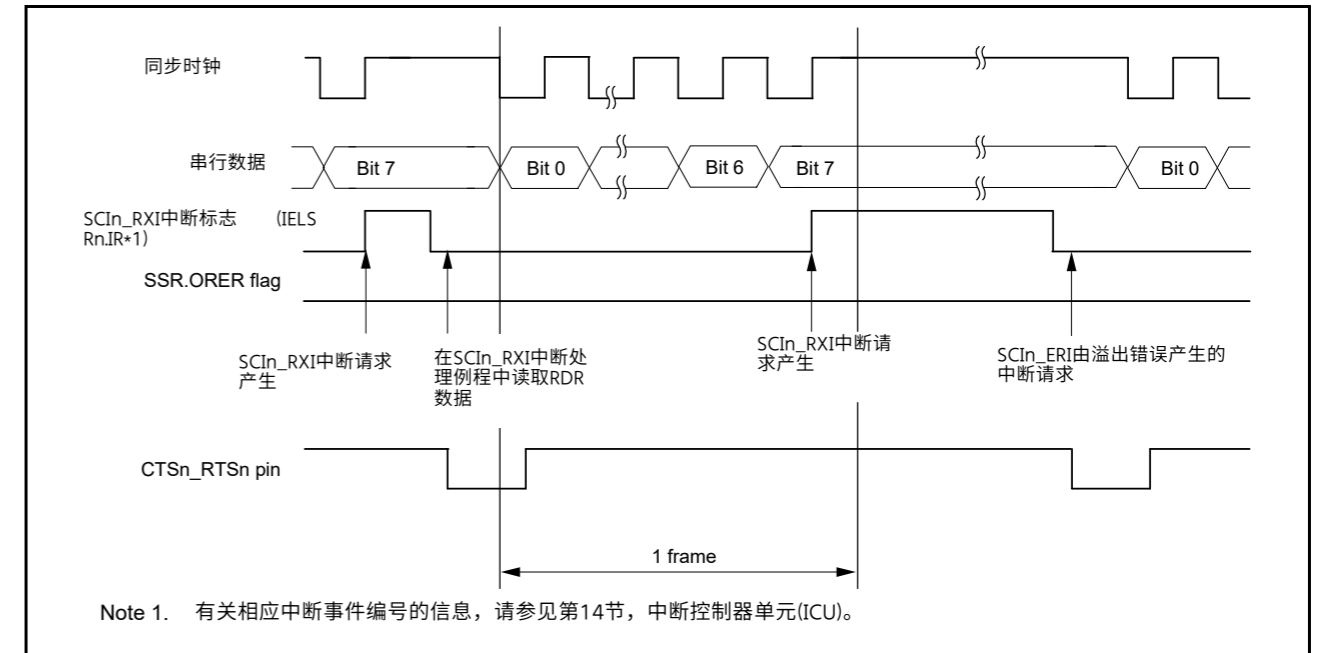 同步时钟
串行数据
Bit 7
Bit 0
Bit 6
Bit 7
Bit 0
SCIn_RXI中断标志 (IELS
Rn.IR*1)
SSR.ORER flag
SCIn_RXI中断请求
产生
在SCIn_RXI中断处
理例程中读取RDR
数据
SCIn_RXI中断请
求产生
SCIn_ERI由溢出错误产生的
中断请求
CTSn_RTSn pin
1 frame
Note 1. 有关相应中断事件编号的信息，请参见第14节，中断控制器单元(ICU)。